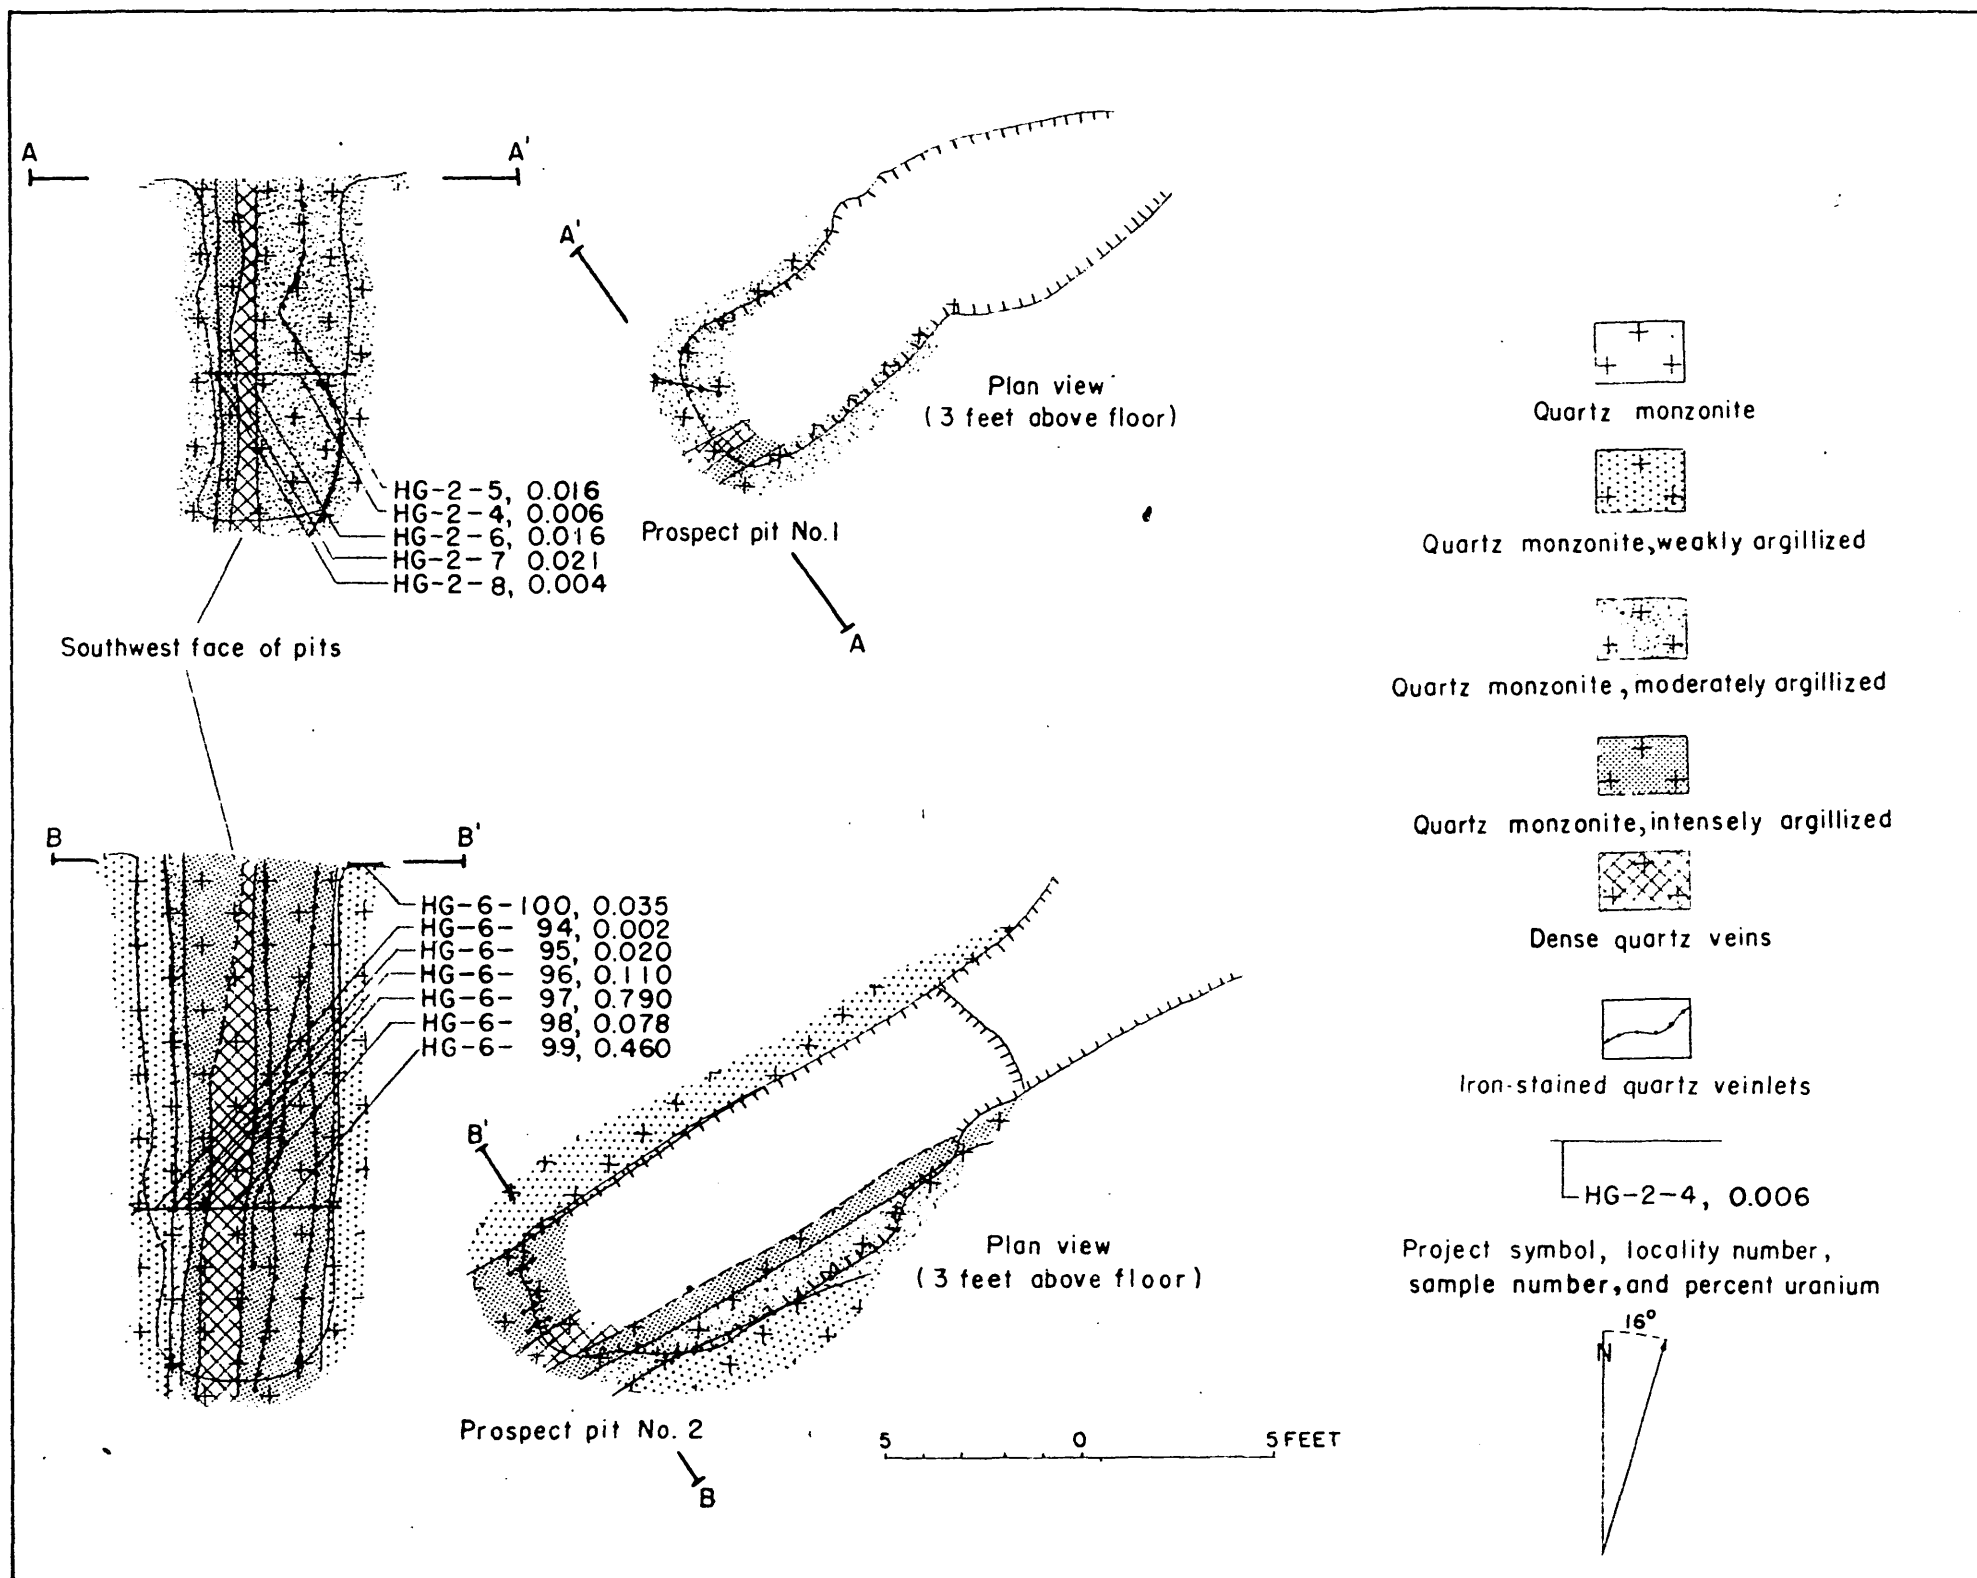 A A'
A'
Plan view
(3 feet above floor)
HG-2-5, 0.016
HG-2-4, 0.006
HG-2-6, 0.016
HG-2-7, 0.021
HG-2-8, 0.004
Prospect pit No.1
A
Southwest face of pits
B B'
HG-6-100, 0.035
HG-6- 94, 0.002
HG-6- 95, 0.020
HG-6- 96, 0.110
HG-6- 97, 0.790
HG-6- 98, 0.078
HG-6- 99, 0.460
B'
Plan view
(3 feet above floor)
Prospect pit No. 2
B
5 0 5 FEET
Quartz monzonite
Quartz monzonite, weakly argillized
Quartz monzonite, moderately argillized
Quartz monzonite, intensely argillized
Dense quartz veins
Iron-stained quartz veinlets
HG-2-4, 0.006
Project symbol, locality number,
sample number, and percent uranium
16°
N